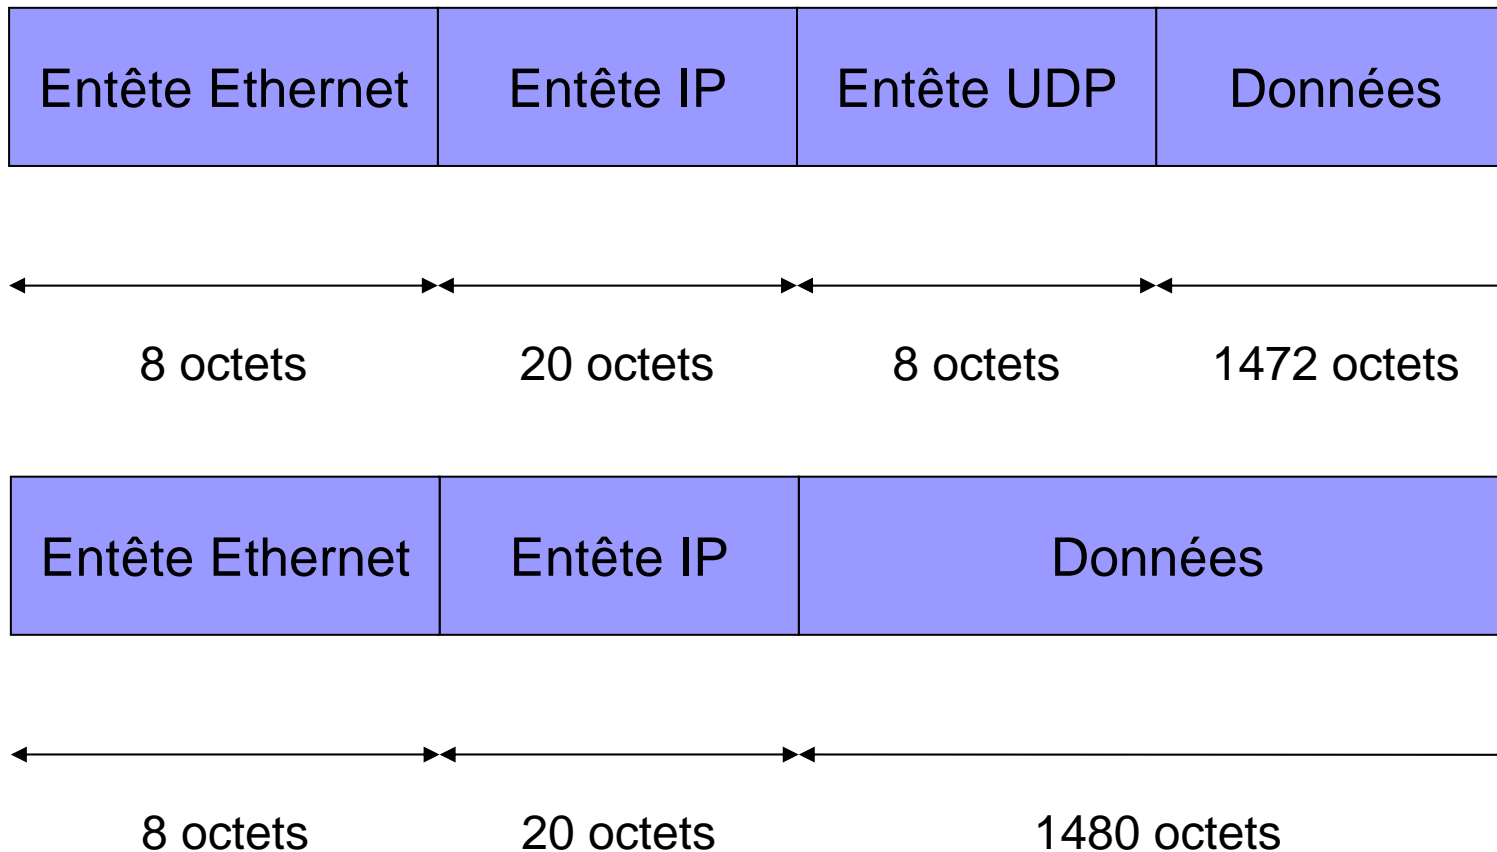 Entête Ethernet Entête IP Entête UDP Données
8 octets 20 octets 8 octets 1472 octets
Entête Ethernet Entête IP Données
8 octets 20 octets 1480 octets